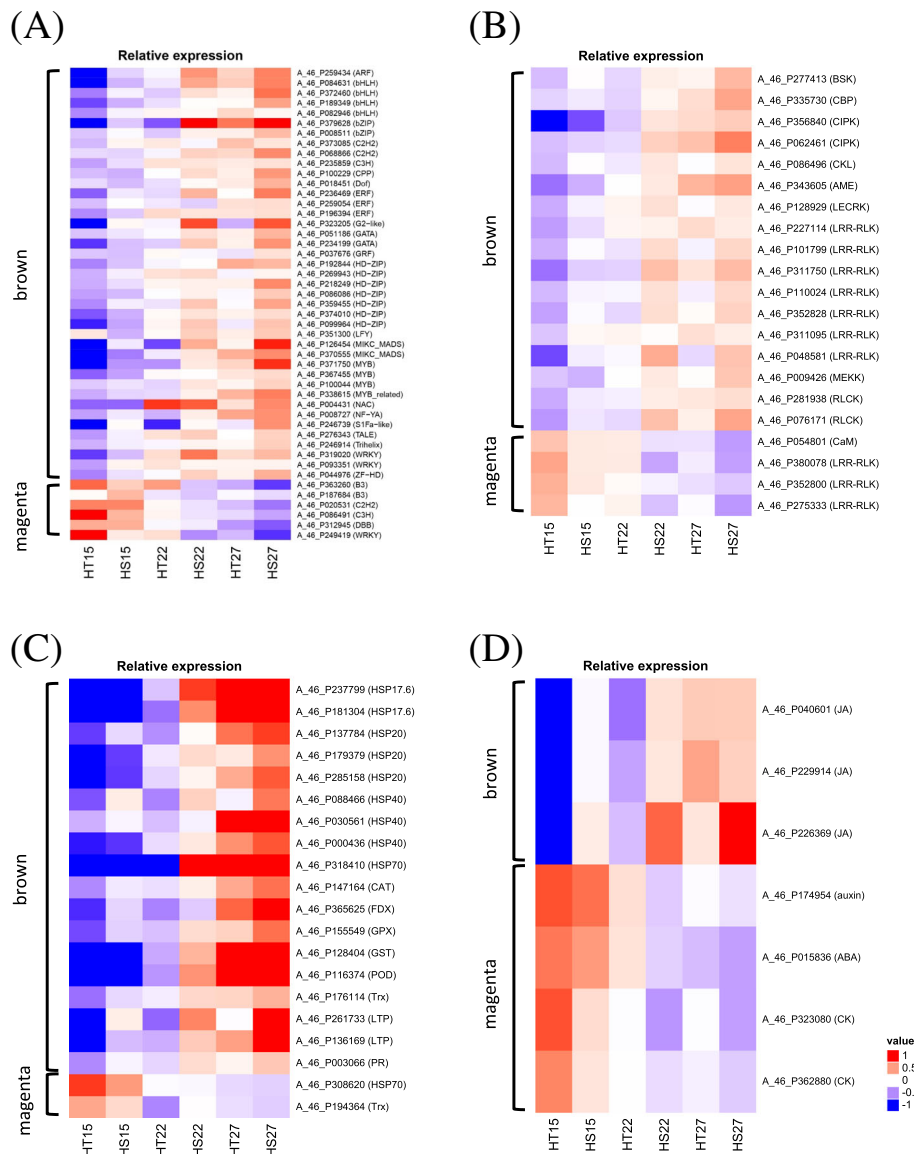 (A)
Relative expression
brown
magenta
A_46_P259434 (ARF)
A_46_P084631 (bHLH)
A_46_P372460 (bHLH)
A_46_P189349 (bHLH)
A_46_P082946 (bHLH)
A_46_P379628 (bZIP)
A_46_P008511 (bZIP)
A_46_P373085 (C2H2)
A_46_P068866 (C2H2)
A_46_P235859 (C3H)
A_46_P100229 (CPP)
A_46_P018451 (Dof)
A_46_P236469 (ERF)
A_46_P259054 (ERF)
A_46_P196394 (ERF)
A_46_P323205 (G2-like)
A_46_P051186 (GATA)
A_46_P234199 (GATA)
A_46_P037676 (GRF)
A_46_P192844 (HD-ZIP)
A_46_P269943 (HD-ZIP)
A_46_P218249 (HD-ZIP)
A_46_P086086 (HD-ZIP)
A_46_P359455 (HD-ZIP)
A_46_P374010 (HD-ZIP)
A_46_P099964 (HD-ZIP)
A_46_P351300 (LFY)
A_46_P126454 (MIKC_MADS)
A_46_P370555 (MIKC_MADS)
A_46_P371750 (MYB)
A_46_P367455 (MYB)
A_46_P100044 (MYB)
A_46_P338615 (MYB_related)
A_46_P004431 (NAC)
A_46_P008727 (NF-YA)
A_46_P246739 (S1Fa-like)
A_46_P276343 (TALE)
A_46_P246914 (Trihelix)
A_46_P319020 (WRKY)
A_46_P093351 (WRKY)
A_46_P044976 (ZF-HD)
A_46_P363260 (B3)
A_46_P187684 (B3)
A_46_P020531 (C2H2)
A_46_P086491 (C3H)
A_46_P312945 (DBB)
A_46_P249419 (WRKY)
HT15 HS15 HT22 HS22 HT27 HS27
(B)
Relative expression
brown
magenta
A_46_P277413 (BSK)
A_46_P335730 (CBP)
A_46_P356840 (CIPK)
A_46_P062461 (CIPK)
A_46_P086496 (CKL)
A_46_P343605 (AME)
A_46_P128929 (LECRK)
A_46_P227114 (LRR-RLK)
A_46_P101799 (LRR-RLK)
A_46_P311750 (LRR-RLK)
A_46_P110024 (LRR-RLK)
A_46_P352828 (LRR-RLK)
A_46_P311095 (LRR-RLK)
A_46_P048581 (LRR-RLK)
A_46_P009426 (MEKK)
A_46_P281938 (RLCK)
A_46_P076171 (RLCK)
A_46_P054801 (CaM)
A_46_P380078 (LRR-RLK)
A_46_P352800 (LRR-RLK)
A_46_P275333 (LRR-RLK)
HT15 HS15 HT22 HS22 HT27 HS27
(C)
Relative expression
brown
magenta
A_46_P237799 (HSP17.6)
A_46_P181304 (HSP17.6)
A_46_P137784 (HSP20)
A_46_P179379 (HSP20)
A_46_P285158 (HSP20)
A_46_P088466 (HSP40)
A_46_P030561 (HSP40)
A_46_P000436 (HSP40)
A_46_P318410 (HSP70)
A_46_P147164 (CAT)
A_46_P365625 (FDX)
A_46_P155549 (GPX)
A_46_P128404 (GST)
A_46_P116374 (POD)
A_46_P176114 (Trx)
A_46_P261733 (LTP)
A_46_P136169 (LTP)
A_46_P003066 (PR)
A_46_P308620 (HSP70)
A_46_P194364 (Trx)
HT15 HS15 HT22 HS22 HT27 HS27
(D)
Relative expression
brown
magenta
A_46_P040601 (JA)
A_46_P229914 (JA)
A_46_P226369 (JA)
A_46_P174954 (auxin)
A_46_P015836 (ABA)
A_46_P323080 (CK)
A_46_P362880 (CK)
HT15 HS15 HT22 HS22 HT27 HS27
value
1
0.5
0
-0.
-1